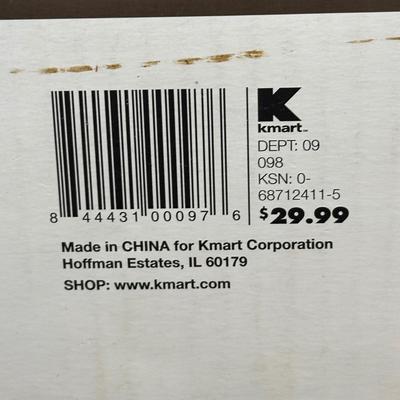 K
kmart™
DEPT: 09
098
KSN: 0-
68712411-5
$29.99
8 44431 00097 6
Made in CHINA for Kmart Corporation
Hoffman Estates, IL 60179
SHOP: www.kmart.com